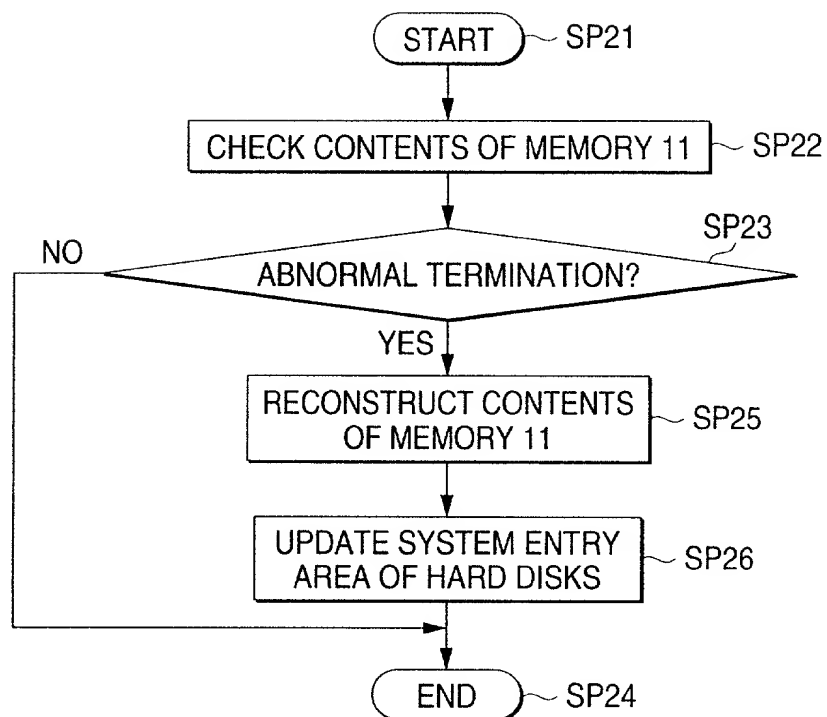 START
SP21
CHECK CONTENTS OF MEMORY 11
SP22
SP23
NO
ABNORMAL TERMINATION?
YES
RECONSTRUCT CONTENTS
OF MEMORY 11
SP25
UPDATE SYSTEM ENTRY
AREA OF HARD DISKS
SP26
END
SP24